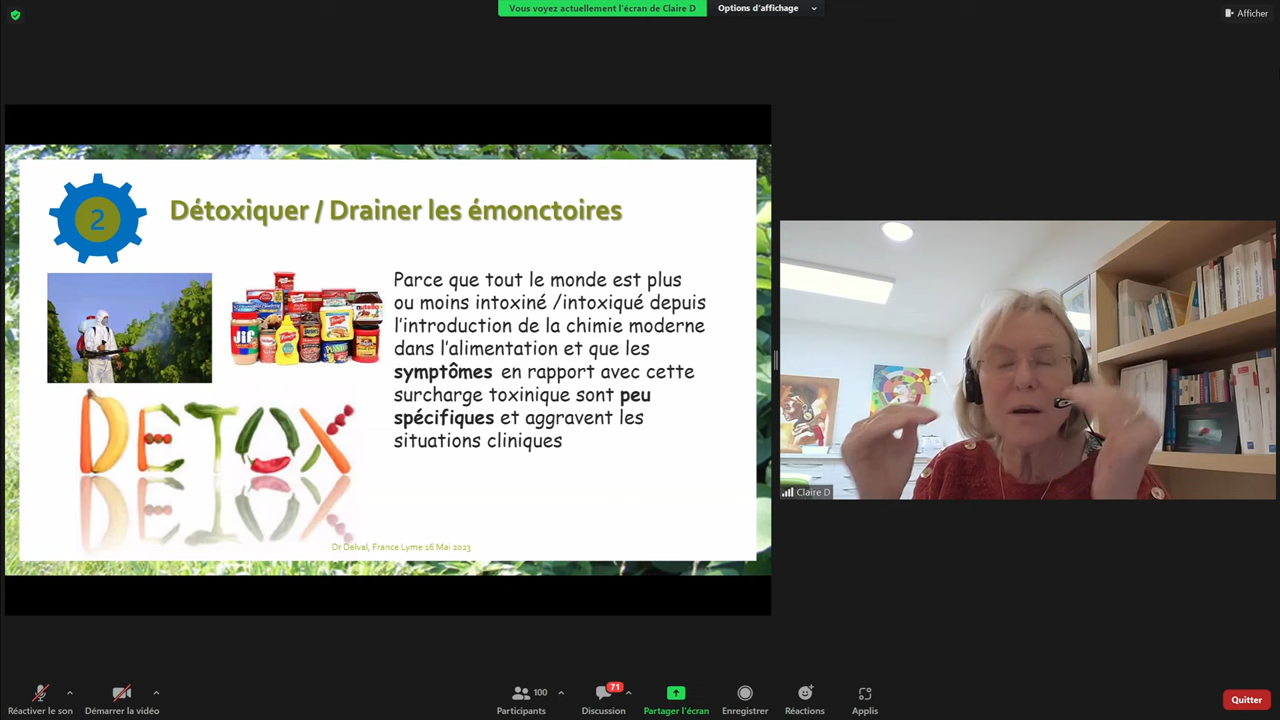 Vous voyez actuellement l'écran de Claire D
Options d'affichage
Afficher
2
Détoxiquer / Drainer les émonctoires
Parce que tout le monde est plus
ou moins intoxiné /intoxiqué depuis
l'introduction de la chimie moderne
dans l'alimentation et que les
symptômes en rapport avec cette
surcharge toxinique sont peu
spécifiques et aggravent les
situations cliniques
Jif
nutella
DETOX
Dr Delval, France Lyme 16 Mai 2023
Claire D
Réactiver le son
Démarrer la vidéo
100
Participants
71
Discussion
Partager l'écran
Enregistrer
Réactions
Applis
Quitter